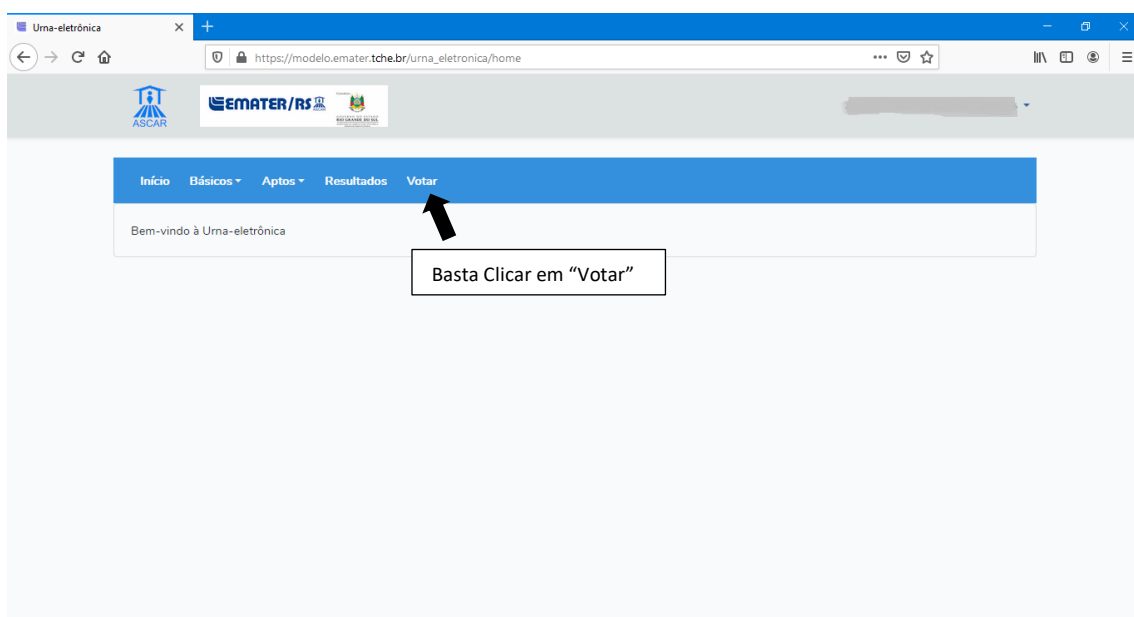 Urna-eletrônica
https://modelo.emater.tche.br/urna_eletronica/home
ASCAR
EMATER/RS
RIO GRANDE DO SUL
Início Básicos Aptos Resultados Votar
Bem-vindo à Urna-eletrônica
Basta Clicar em “Votar”